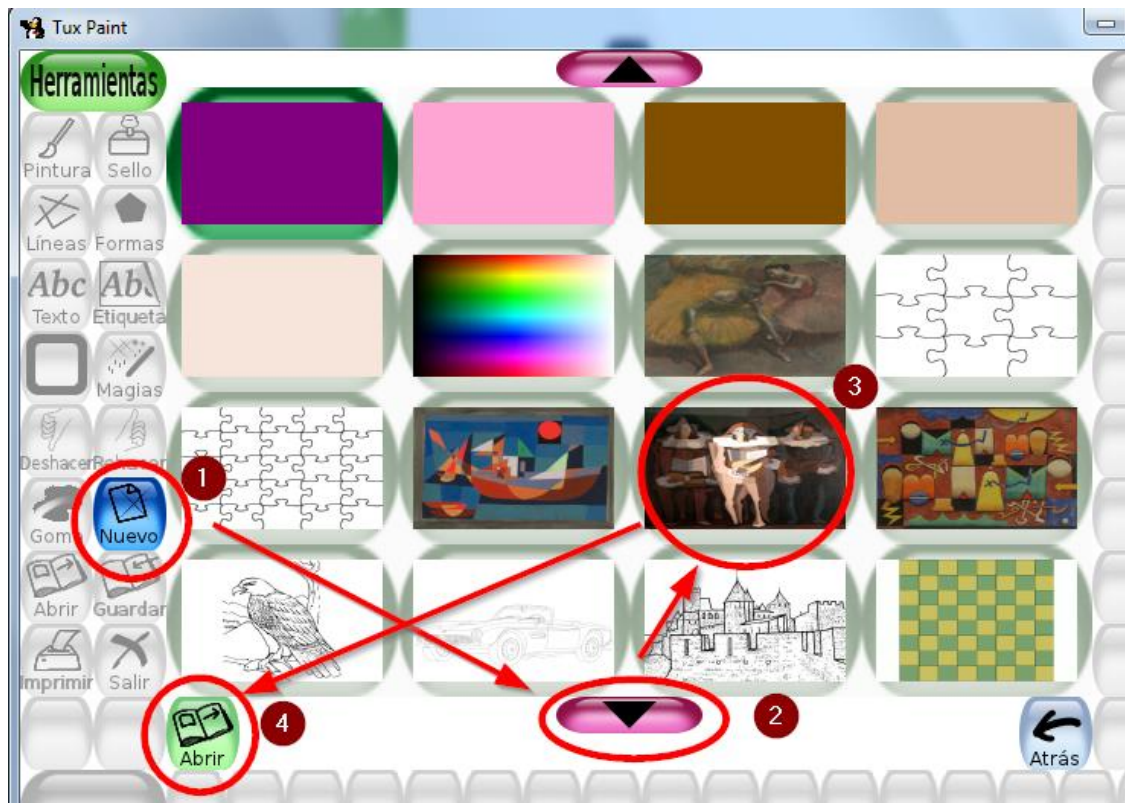 Tux Paint
Herramientas
Pintura Sello
Líneas Formas
Abc Abc
Texto Etiqueta
Magias
Deshacer Rehacer
1
3
Goma Nuevo
Abrir Guardar
Imprimir Salir
2
4
Abrir
Atrás